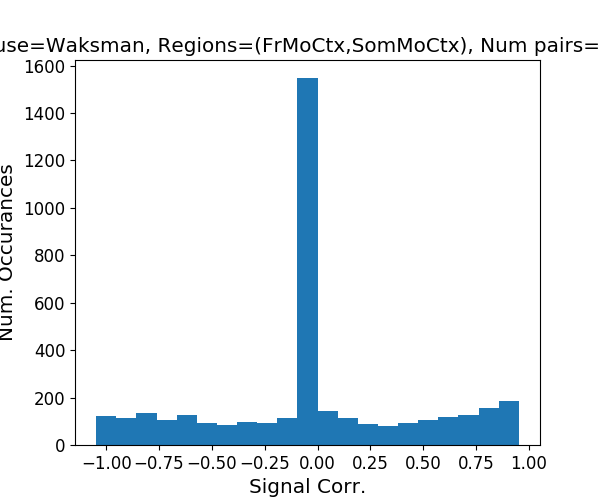 use=Waksman, Regions=(FrMoCtx,SomMoCtx), Num pairs=
1600
1400
1200
1000
800
600
400
200
0
Num. Occurances
−1.00 −0.75 −0.50 −0.25 0.00 0.25 0.50 0.75 1.00
Signal Corr.